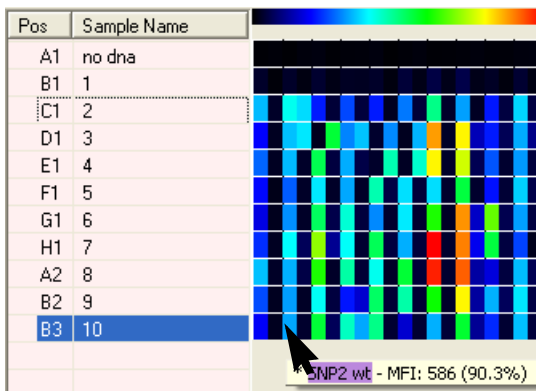 Pos Sample Name
A1 no dna
B1 1
C1 2
D1 3
E1 4
F1 5
G1 6
H1 7
A2 8
B2 9
B3 10
* SNP2 wt - MFI: 586 (90.3%)